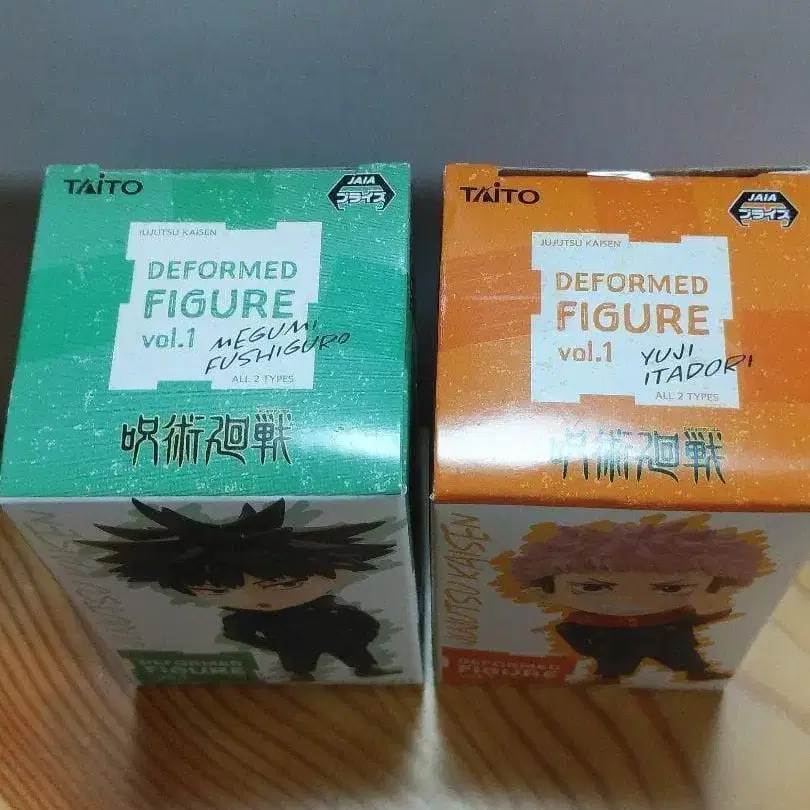 TAITO
JAIA
プライズ
JUJUTSU KAISEN
DEFORMED
FIGURE
vol.1
MEGUMI
FUSHIGURO
ALL 2 TYPES
呪術廻戦
DEFORMED
FIGURE
TAITO
JAIA
プライズ
JUJUTSU KAISEN
DEFORMED
FIGURE
vol.1
YUJI
ITADORI
ALL 2 TYPES
呪術廻戦
JUJUTSU KAISEN
DEFORMED
FIGURE